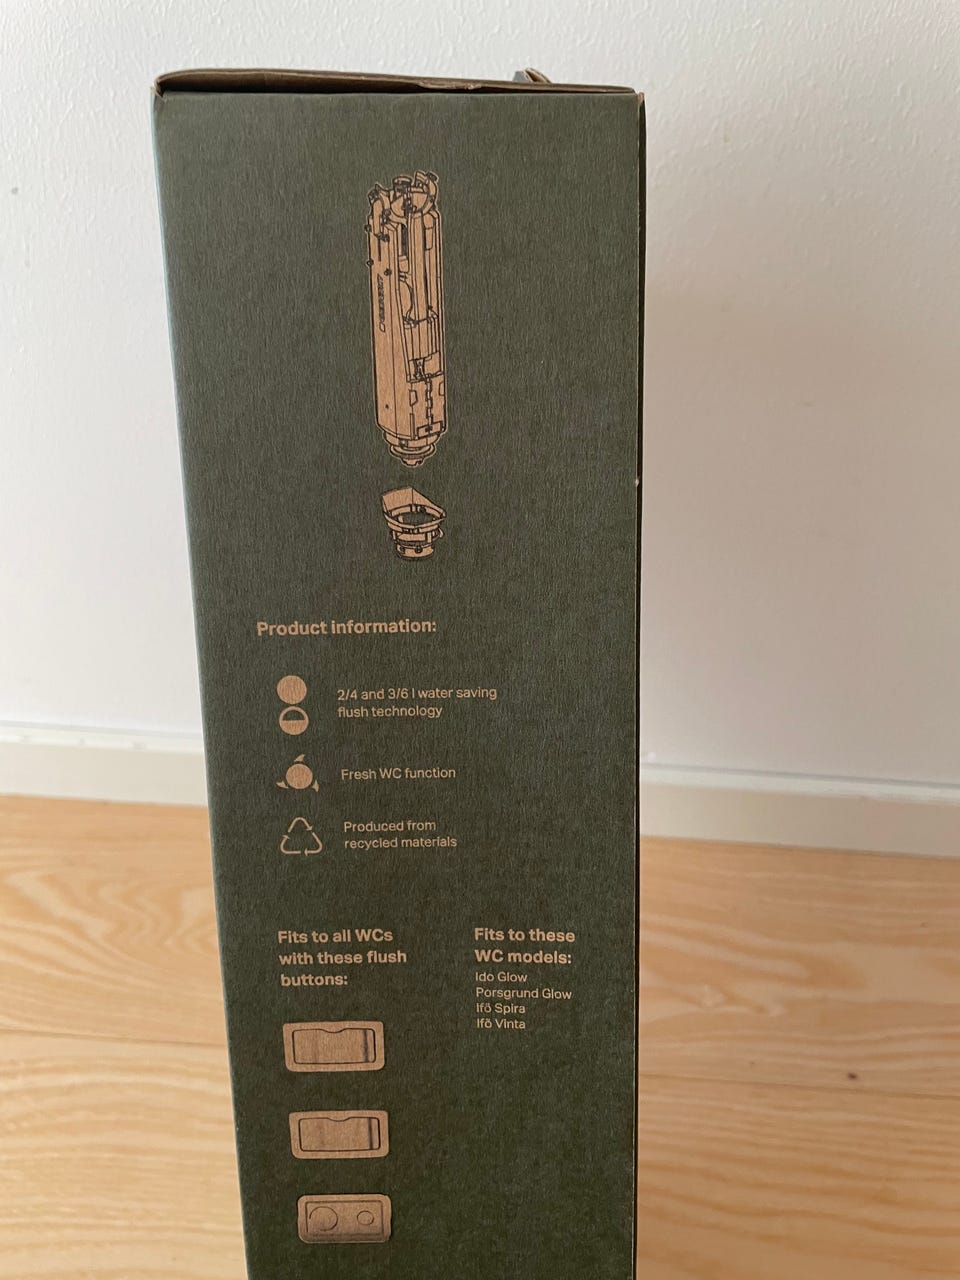 Product information:
2/4 and 3/6 l water saving
flush technology
Fresh WC function
Produced from
recycled materials
Fits to all WCs
with these flush
buttons:
Fits to these
WC models:
Ido Glow
Porsgrund Glow
Ifö Spira
Ifö Vinta